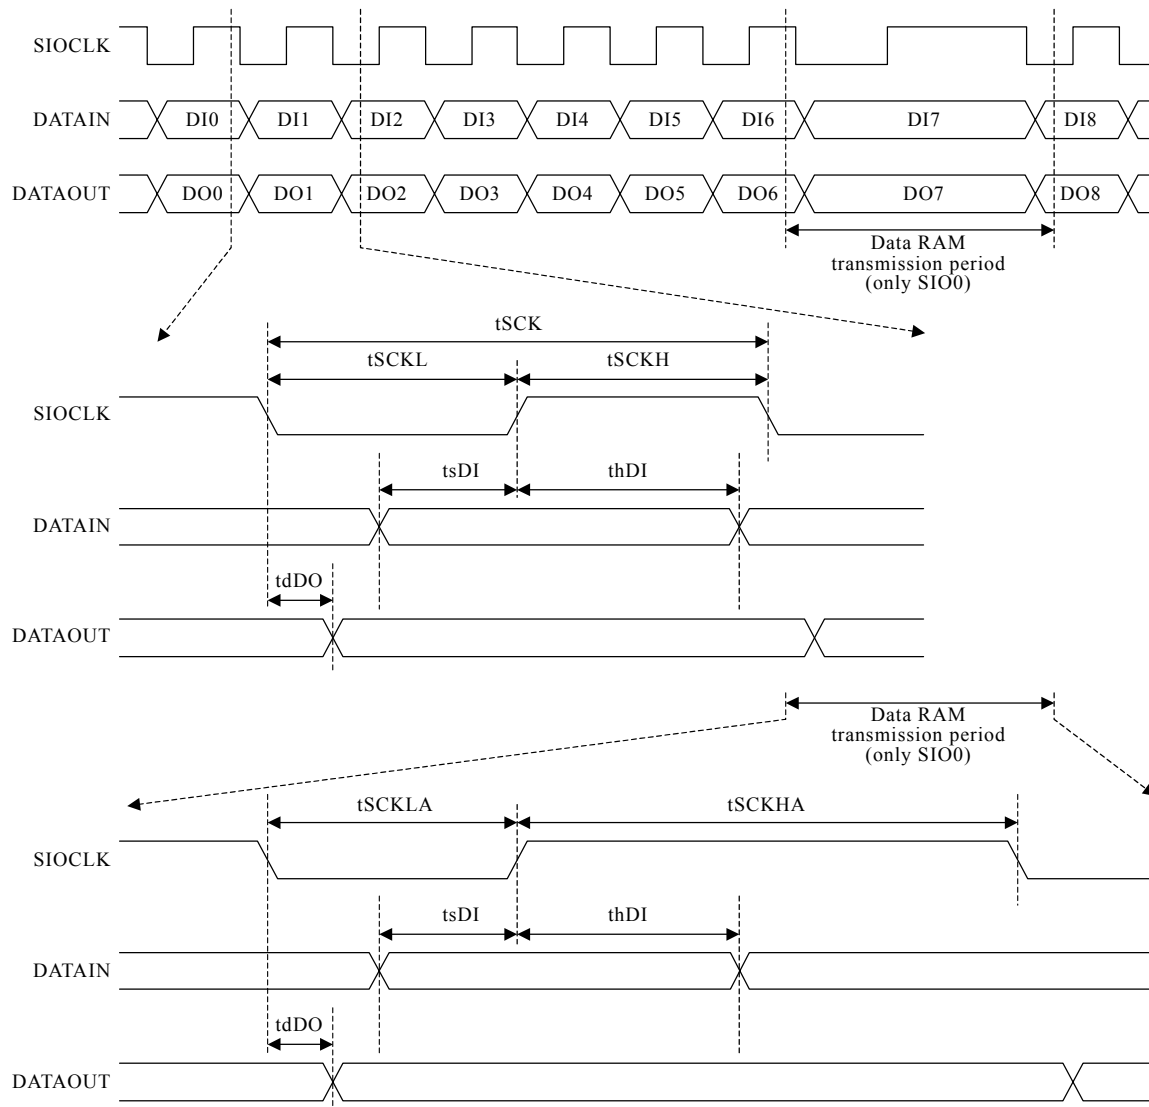 SIOCLK
DATAIN DI0 DI1 DI2 DI3 DI4 DI5 DI6 DI7 DI8
DATAOUT DO0 DO1 DO2 DO3 DO4 DO5 DO6 DO7 DO8
Data RAM
transmission period
(only SIO0)
tSCK
tSCKL tSCKH
SIOCLK
tsDI thDI
DATAIN
tdDO
DATAOUT
Data RAM
transmission period
(only SIO0)
tSCKLA tSCKHA
SIOCLK
tsDI thDI
DATAIN
tdDO
DATAOUT